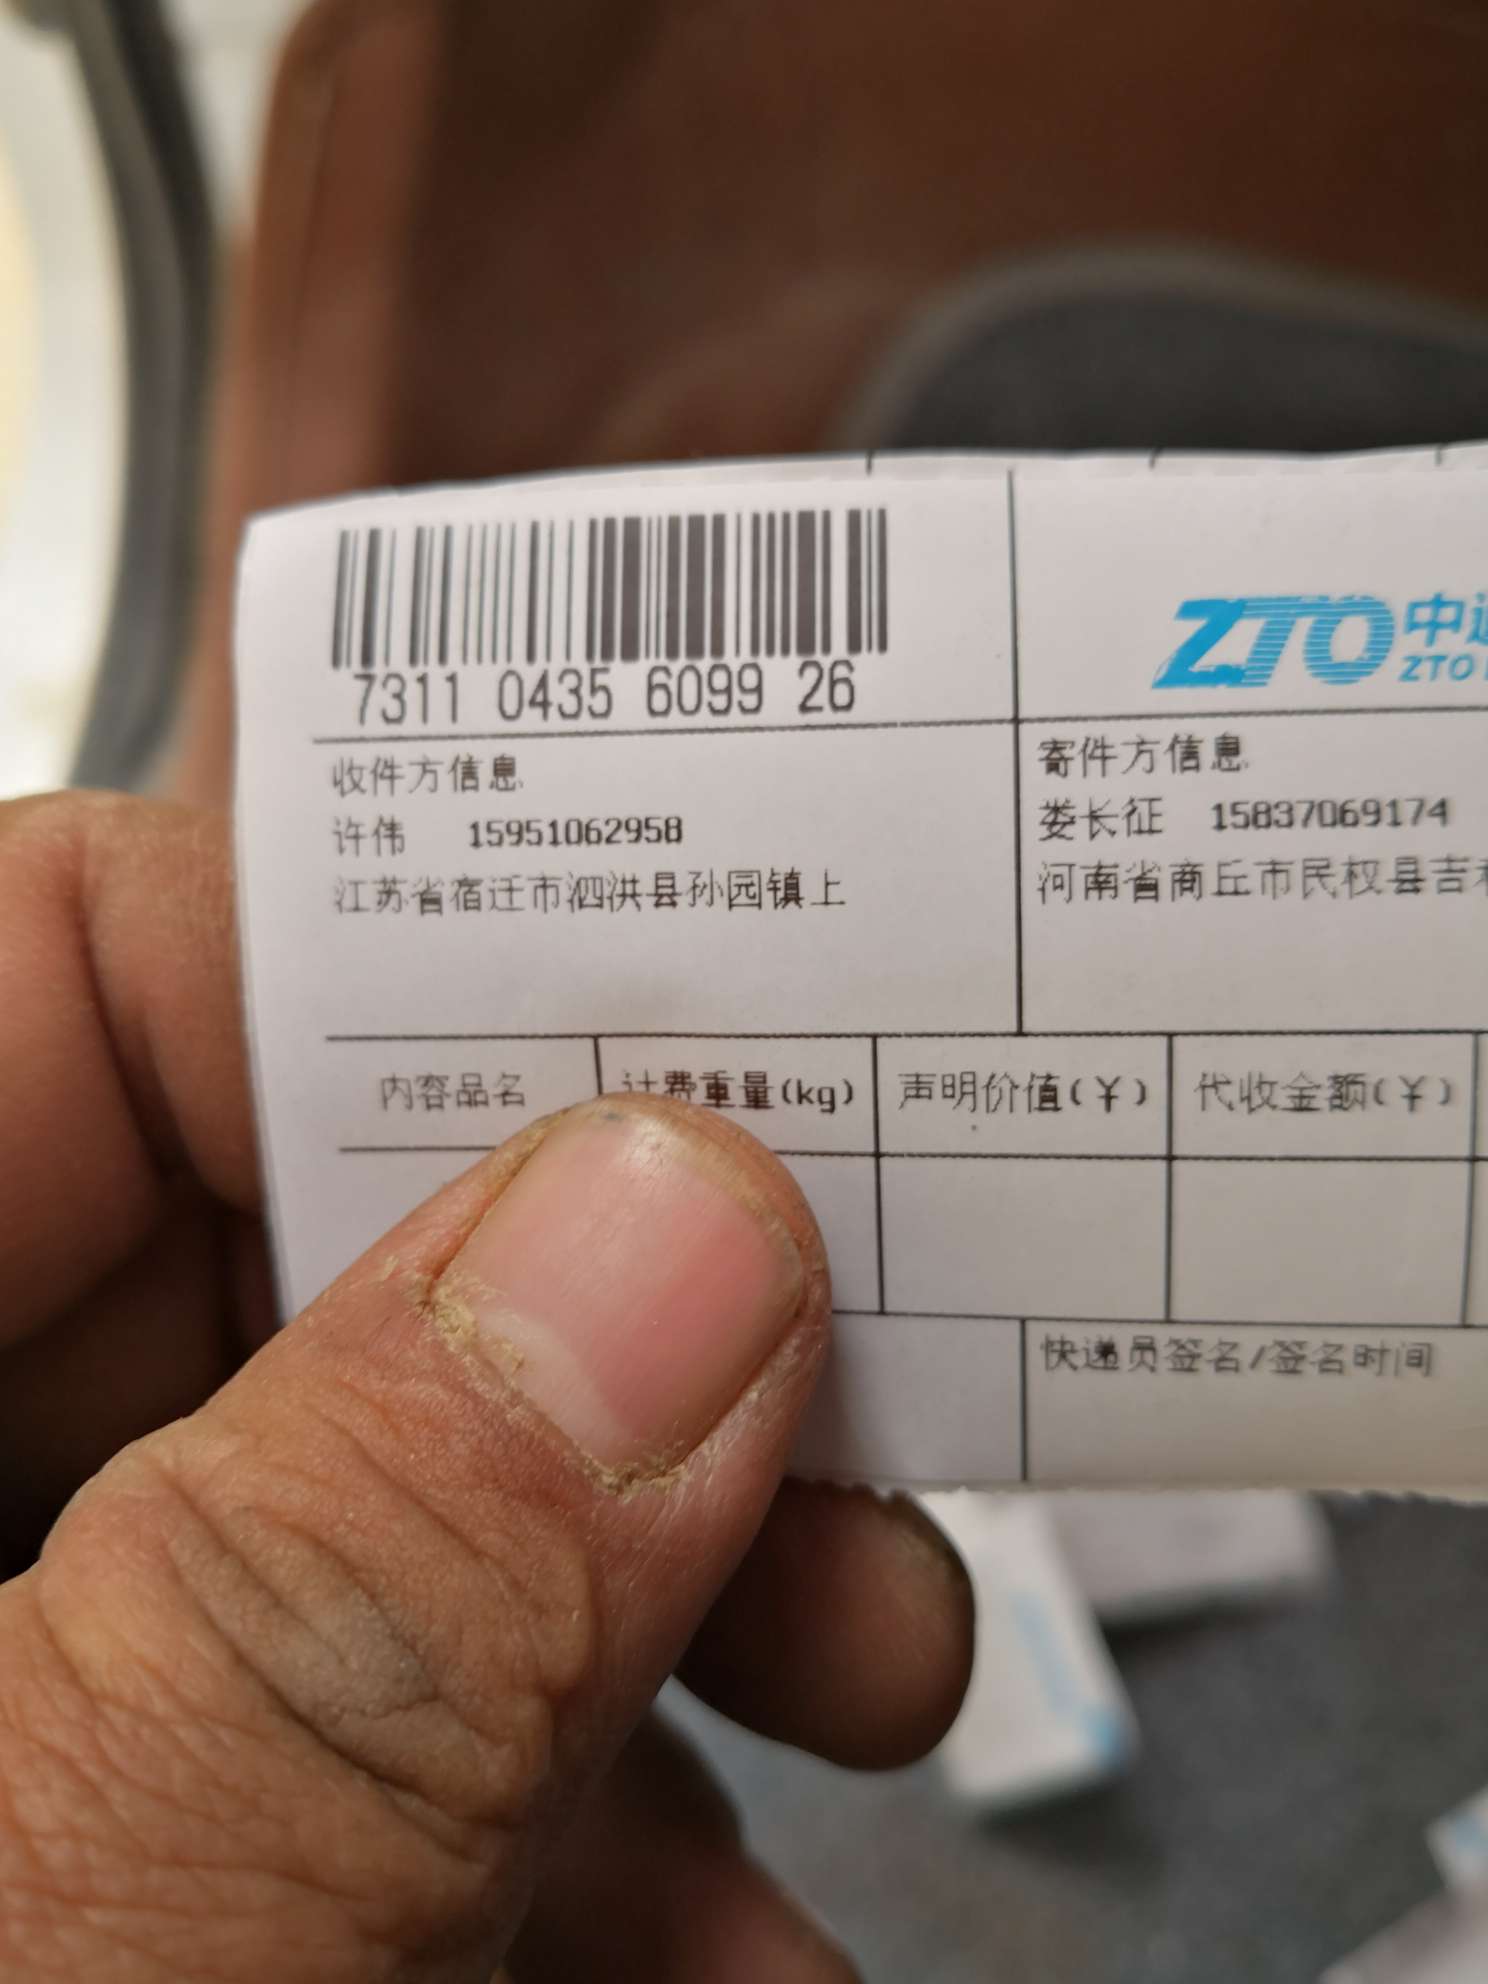 7311 0435 6099 26
ZTO 中通
ZTO
收件方信息
许伟 15951062958
江苏省宿迁市泗洪县孙园镇上
寄件方信息
娄长征 15837069174
河南省商丘市民权县吉
内容品名
计费重量(kg)
声明价值(¥)
代收金额(¥)
快递员签名/签名时间